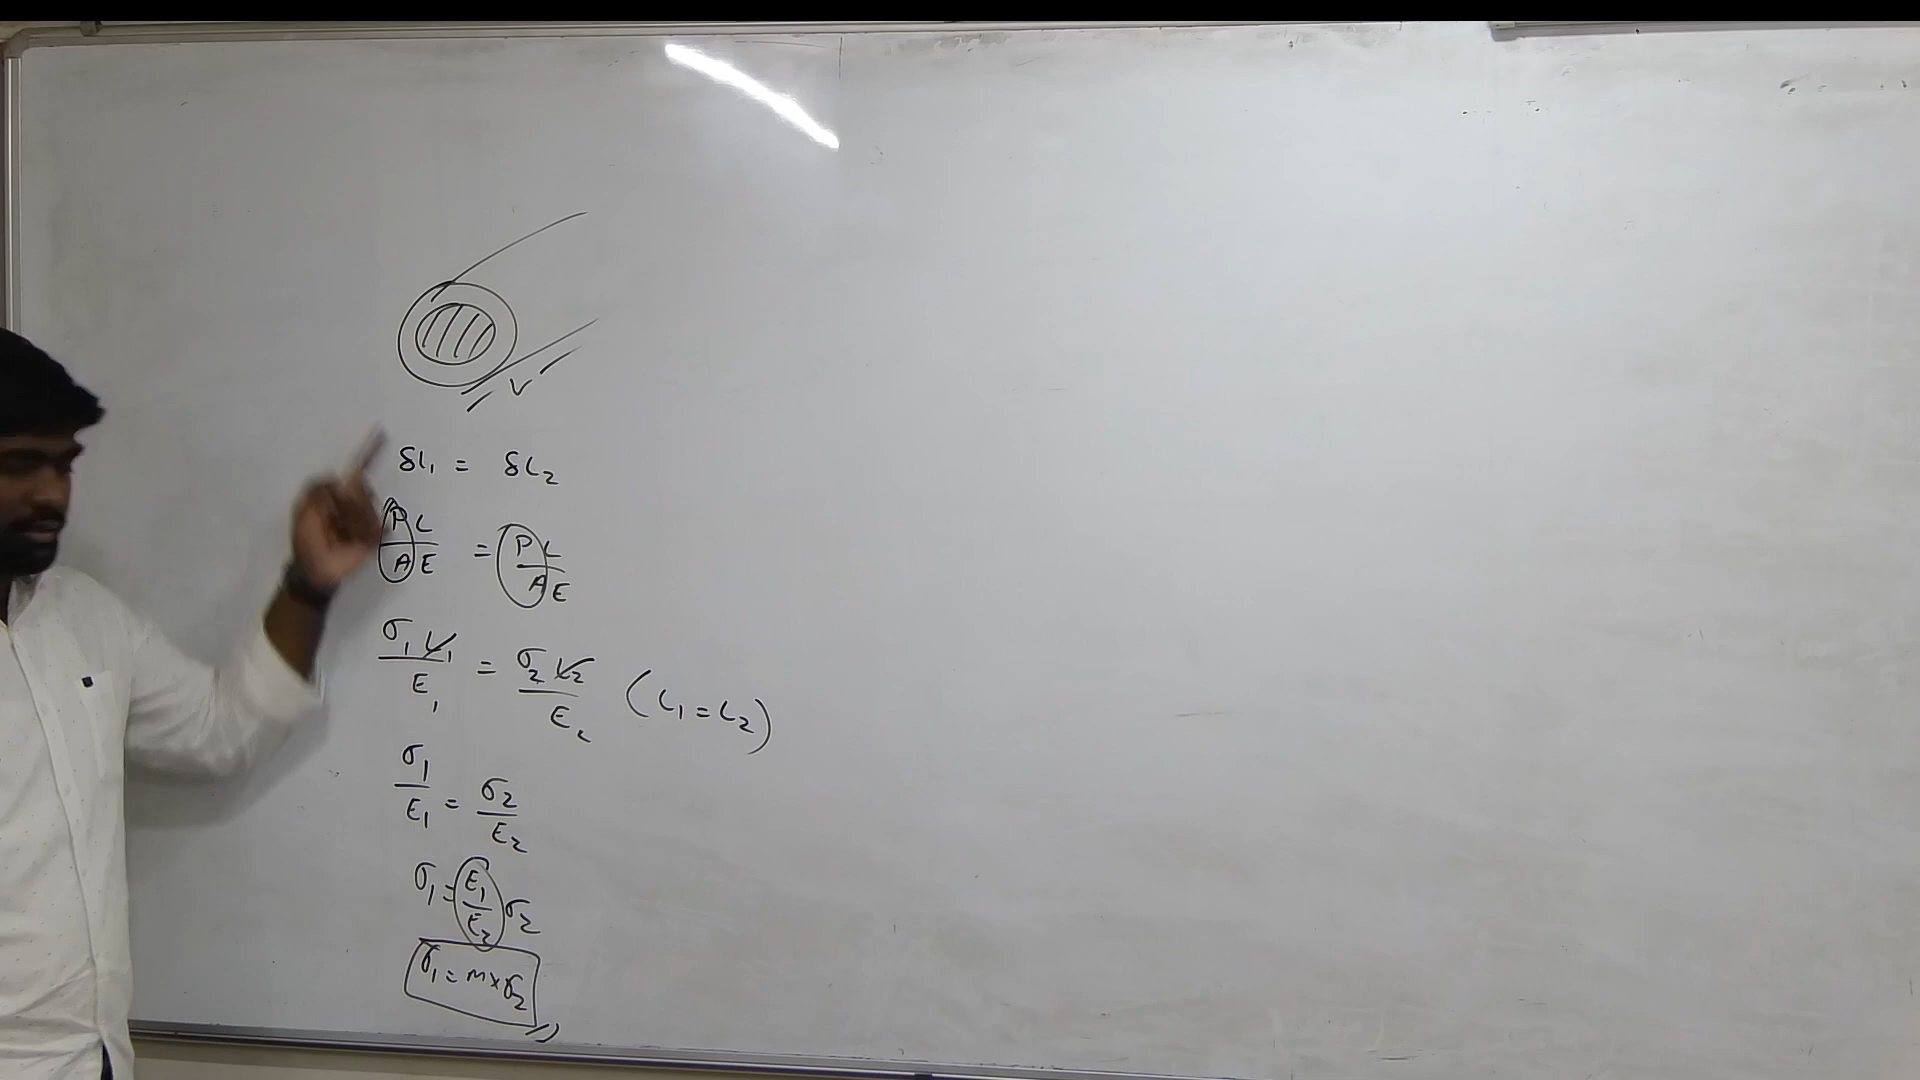 δL₁ = δL₂
PL/AE = PL/AE
σ₁L₁/E₁ = σ₂L₂/E₂ (L₁ = L₂)
σ₁/E₁ = σ₂/E₂
σ₁ = E₁/E₂ σ₂
σ₁ = m×σ₂